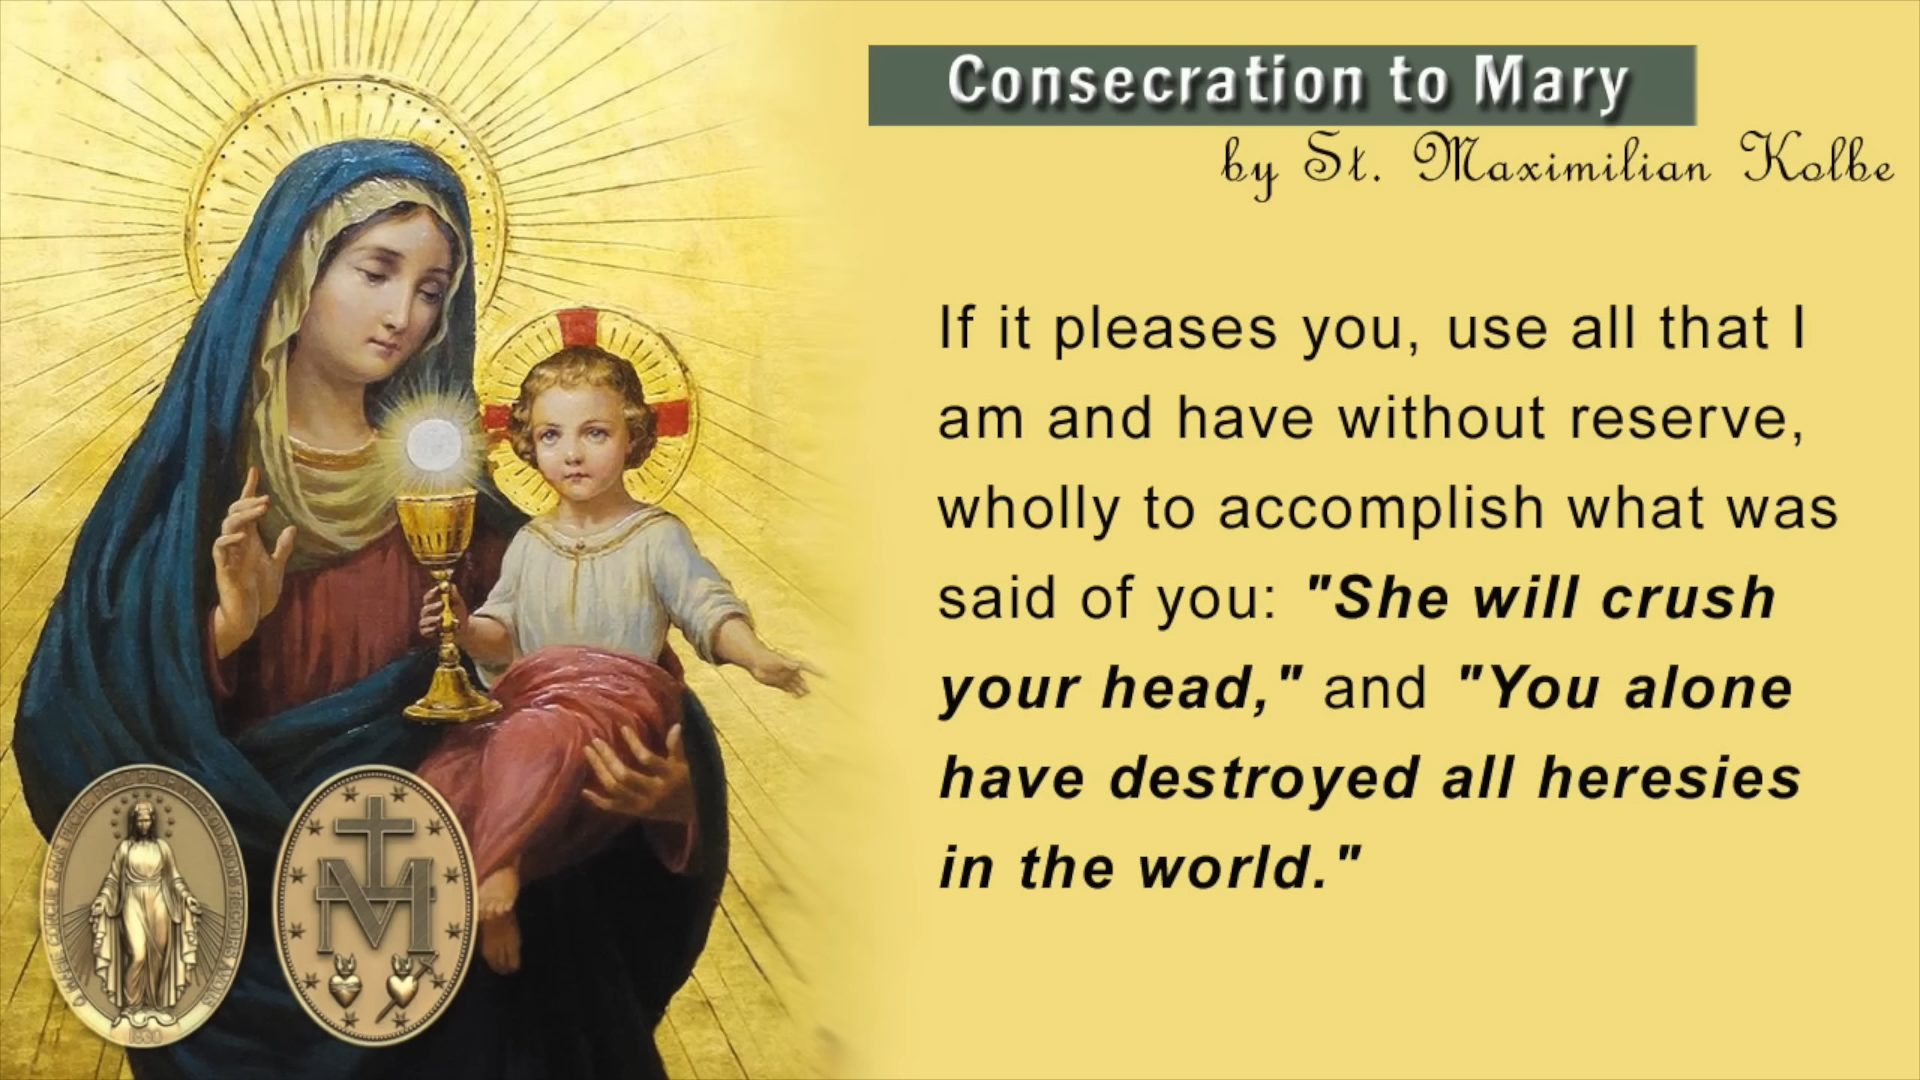 Consecration to Mary
by St. Maximilian Kolbe
If it pleases you, use all that I
am and have without reserve,
wholly to accomplish what was
said of you: "She will crush
your head," and "You alone
have destroyed all heresies
in the world."
1830